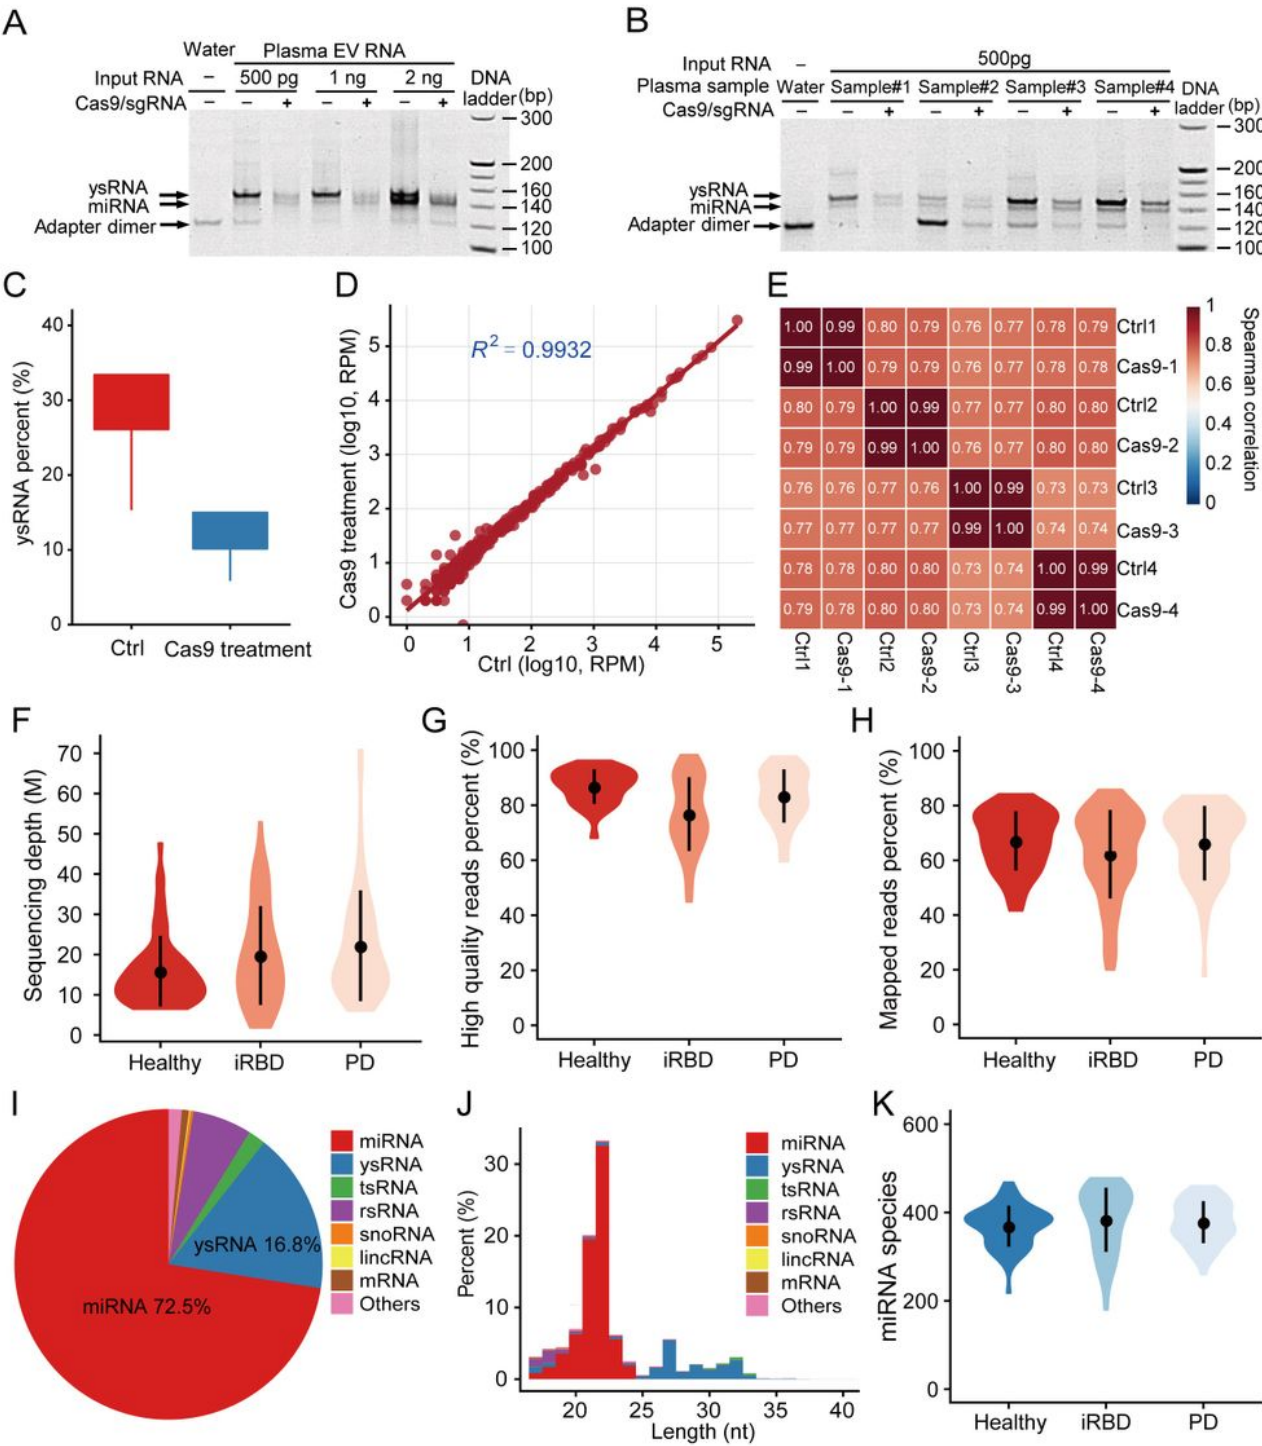 A
Water Plasma EV RNA
Input RNA – 500 pg 1 ng 2 ng DNA
Cas9/sgRNA – – + – + – + ladder (bp)
300
200
160
140
120
100
ysRNA
miRNA
Adapter dimer
B
Input RNA – 500pg
Plasma sample Water Sample#1 Sample#2 Sample#3 Sample#4 DNA
Cas9/sgRNA – – + – + – + – + ladder (bp)
300
200
160
140
120
100
ysRNA
miRNA
Adapter dimer
C
ysRNA percent (%)
40
30
20
10
0
Ctrl Cas9 treatment
D
Cas9 treatment (log10, RPM)
R² = 0.9932
5
4
3
2
1
0
0 1 2 3 4 5
Ctrl (log10, RPM)
E
1.00 0.99 0.80 0.79 0.76 0.77 0.78 0.79 Ctrl1
0.99 1.00 0.79 0.79 0.76 0.77 0.78 0.78 Cas9-1
0.80 0.79 1.00 0.99 0.77 0.77 0.80 0.80 Ctrl2
0.79 0.79 0.99 1.00 0.76 0.77 0.80 0.80 Cas9-2
0.76 0.76 0.77 0.76 1.00 0.99 0.73 0.73 Ctrl3
0.77 0.77 0.77 0.77 0.99 1.00 0.74 0.74 Cas9-3
0.78 0.78 0.80 0.80 0.73 0.74 1.00 0.99 Ctrl4
0.79 0.78 0.80 0.80 0.73 0.74 0.99 1.00 Cas9-4
Ctrl1 Cas9-1 Ctrl2 Cas9-2 Ctrl3 Cas9-3 Ctrl4 Cas9-4
1
0.8
0.6
0.4
0.2
0
Spearman correlation
F
Sequencing depth (M)
70
60
50
40
30
20
10
0
Healthy iRBD PD
G
High quality reads percent (%)
100
80
60
40
20
0
Healthy iRBD PD
H
Mapped reads percent (%)
100
80
60
40
20
0
Healthy iRBD PD
I
ysRNA 16.8%
miRNA 72.5%
miRNA
ysRNA
tsRNA
rsRNA
snoRNA
lincRNA
mRNA
Others
J
Percent (%)
30
20
10
0
20 25 30 35 40
Length (nt)
miRNA
ysRNA
tsRNA
rsRNA
snoRNA
lincRNA
mRNA
Others
K
miRNA species
600
400
200
0
Healthy iRBD PD